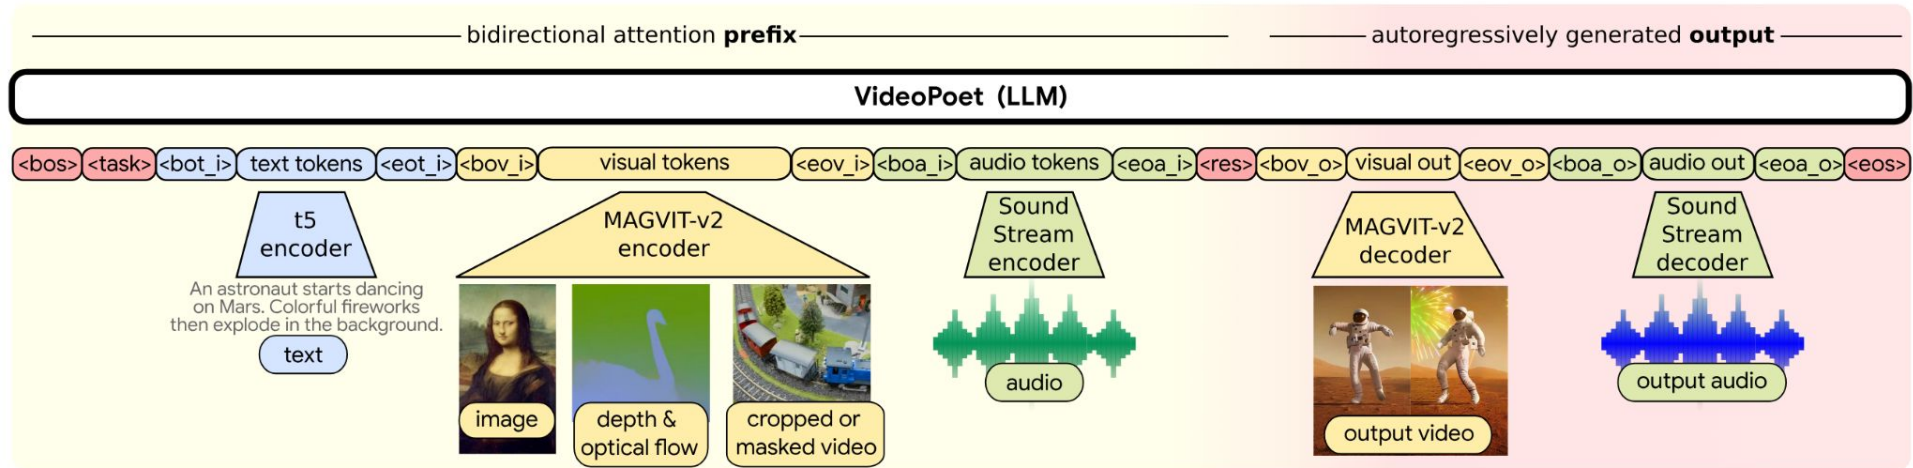 bidirectional attention prefix
autoregressively generated output
VideoPoet (LLM)
<bos> <task> <bot_i> text tokens <eot_i> <bov_i> visual tokens <eov_i> <boa_i> audio tokens <eoa_i> <res> <bov_o> visual out <eov_o> <boa_o> audio out <eoa_o> <eos>
t5
encoder
MAGVIT-v2
encoder
Sound
Stream
encoder
MAGVIT-v2
decoder
Sound
Stream
decoder
An astronaut starts dancing
on Mars. Colorful fireworks
then explode in the background.
text
image
depth &
optical flow
cropped or
masked video
audio
output video
output audio